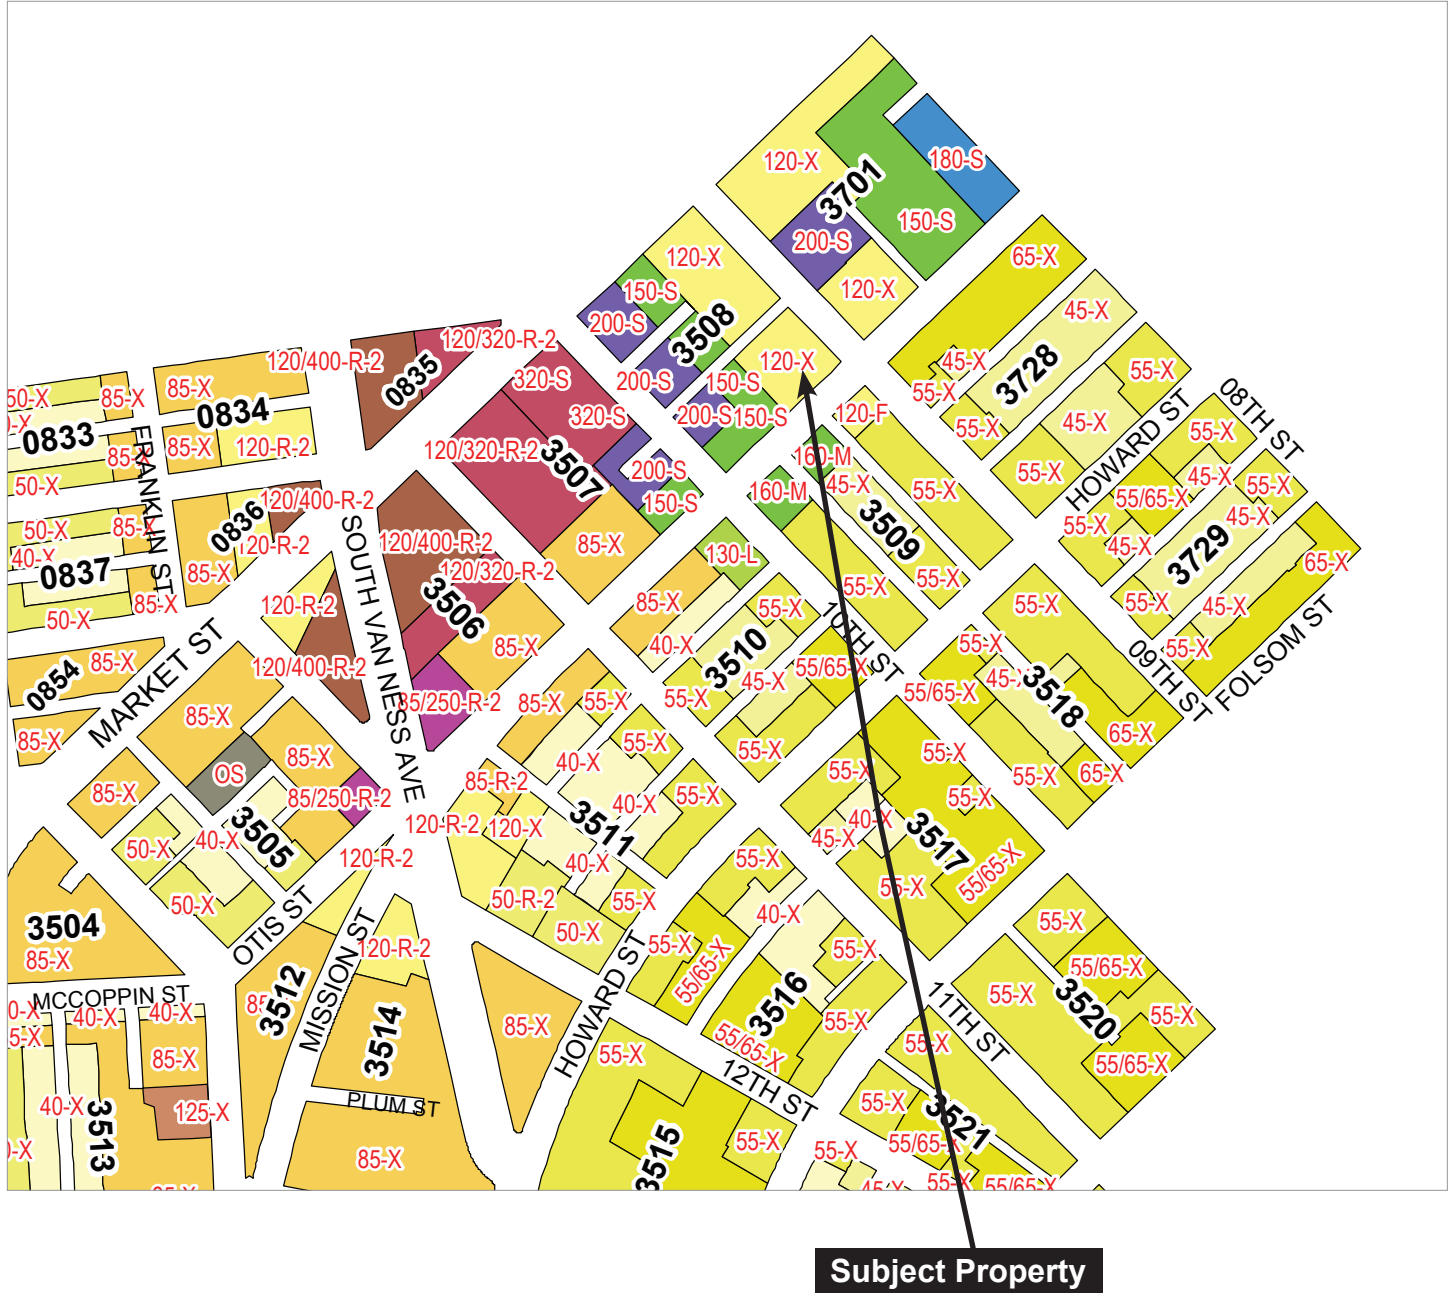 120-X
180-S
3701
150-S
200-S
120-X
65-X
120-X
150-S
200-S
3508
45-X
120/320-R-2
120/400-R-2
0835
320-S
320-S
200-S
150-S
120-X
200-S
150-S
45-X
55-X
3728
55-X
45-X
55-X
55-X
HOWARD ST
08TH ST
50-X
85-X
85-X
0834
0833
FRANKLIN ST
85-X
85-X
120-R-2
50-X
120/320-R-2
3507
200-S
150-S
120-F
160-M
160-M
45-X
55-X
3509
55-X
55-X
55-X
45-X
55-X
55/65-X
45-X
55-X
45-X
3729
65-X
55-X
45-X
55-X
FOLSOM ST
120/400-R-2
0836
120-R-2
85-X
50-X
85-X
40-X
0837
50-X
85-X
SOUTH VAN NESS AVE
120/400-R-2
120/320-R-2
85-X
130-L
3506
85-X
85/250-R-2
120-R-2
120/400-R-2
85-X
40-X
55-X
3510
45-X
55-X
55/65-X
10TH ST
55-X
55-X
55-X
45-X
55/65-X
3518
09TH ST
65-X
55-X
65-X
85-X
0854
85-X
MARKET ST
85-X
85-X
OS
85/250-R-2
85-X
50-X
40-X
3505
50-X
120-R-2
85-X
55-X
55-X
40-X
40-X
55-X
85-R-2
120-R-2
120-X
3511
40-X
50-R-2
55-X
50-X
55-X
55-X
55-X
40-X
45-X
3517
55-X
55/65-X
OTIS ST
3504
85-X
MISSION ST
120-R-2
3512
3514
85-X
HOWARD ST
55-X
40-X
55-X
55/65-X
55-X
3516
55-X
55/65-X
55-X
55/65-X
55-X
3520
55-X
55/65-X
11TH ST
55-X
MCCOPPIN ST
40-X
40-X
85-X
125-X
40-X
3513
PLUM ST
85-X
55-X
12TH ST
55-X
3515
55-X
55-X
3521
55/65-X
55-X
55/65-X
45-X
Subject Property